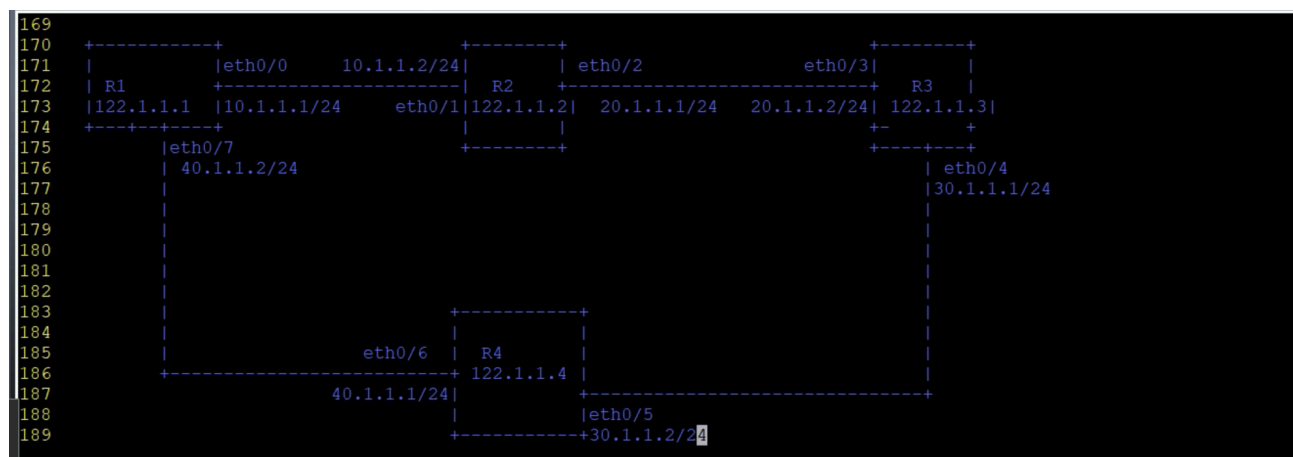 169
170      +-----------+                       +--------+                             +--------+
171      |           |eth0/0    10.1.1.2/24|        | eth0/2              eth0/3|        |
172      | R1        +-----------------------|  R2    +-----------------------------+   R3   |
173      |122.1.1.1  |10.1.1.1/24     eth0/1|122.1.1.2|  20.1.1.1/24   20.1.1.2/24| 122.1.1.3|
174      +---+--+----+                       |        |                             +-       +
175             |eth0/7                      +--------+                             +----+---+
176             | 40.1.1.2/24                                                            | eth0/4
177             |                                                                        |30.1.1.1/24
178             |                                                                        |
179             |                                                                        |
180             |                                                                        |
181             |                                                                        |
182             |                                                                        |
183             |                           +-----------+                                |
184             |                           |           |                                |
185             |                  eth0/6   |  R4       |                                |
186             +---------------------------+ 122.1.1.4 |                                |
187                             40.1.1.1/24|           +--------------------------------+
188                                         |           |eth0/5
189                                         +-----------+30.1.1.2/24